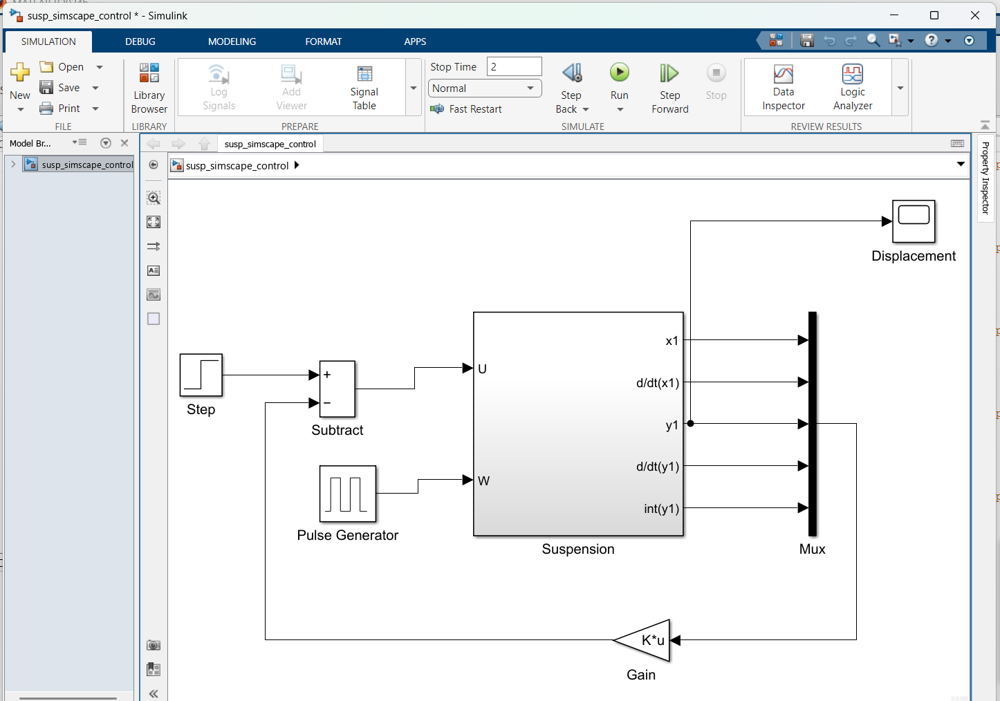 susp_simscape_control * - Simulink
SIMULATION DEBUG MODELING FORMAT APPS
New
Open
Save
Print
FILE
Library
Browser
LIBRARY
Log
Signals
Add
Viewer
Signal
Table
PREPARE
Stop Time 2
Normal
Fast Restart
Step
Back
Run
Step
Forward
Stop
SIMULATE
Data
Inspector
Logic
Analyzer
REVIEW RESULTS
Model Br...
susp_simscape_control
susp_simscape_control
susp_simscape_control
Property Inspector
Displacement
Step
+
−
Subtract
Pulse Generator
U
W
x1
d/dt(x1)
y1
d/dt(y1)
int(y1)
Suspension
Mux
K*u
Gain